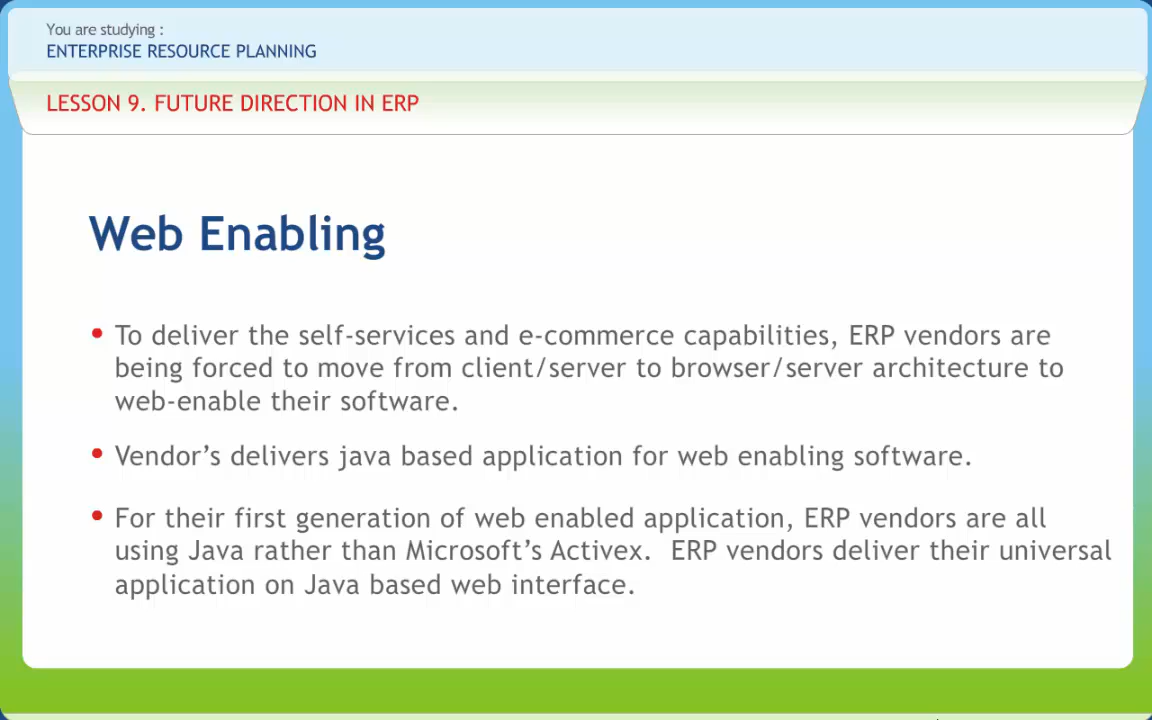 You are studying :
ENTERPRISE RESOURCE PLANNING
LESSON 9. FUTURE DIRECTION IN ERP
Web Enabling
• To deliver the self-services and e-commerce capabilities, ERP vendors are
being forced to move from client/server to browser/server architecture to
web-enable their software.
• Vendor’s delivers java based application for web enabling software.
• For their first generation of web enabled application, ERP vendors are all
using Java rather than Microsoft’s Activex.  ERP vendors deliver their universal
application on Java based web interface.